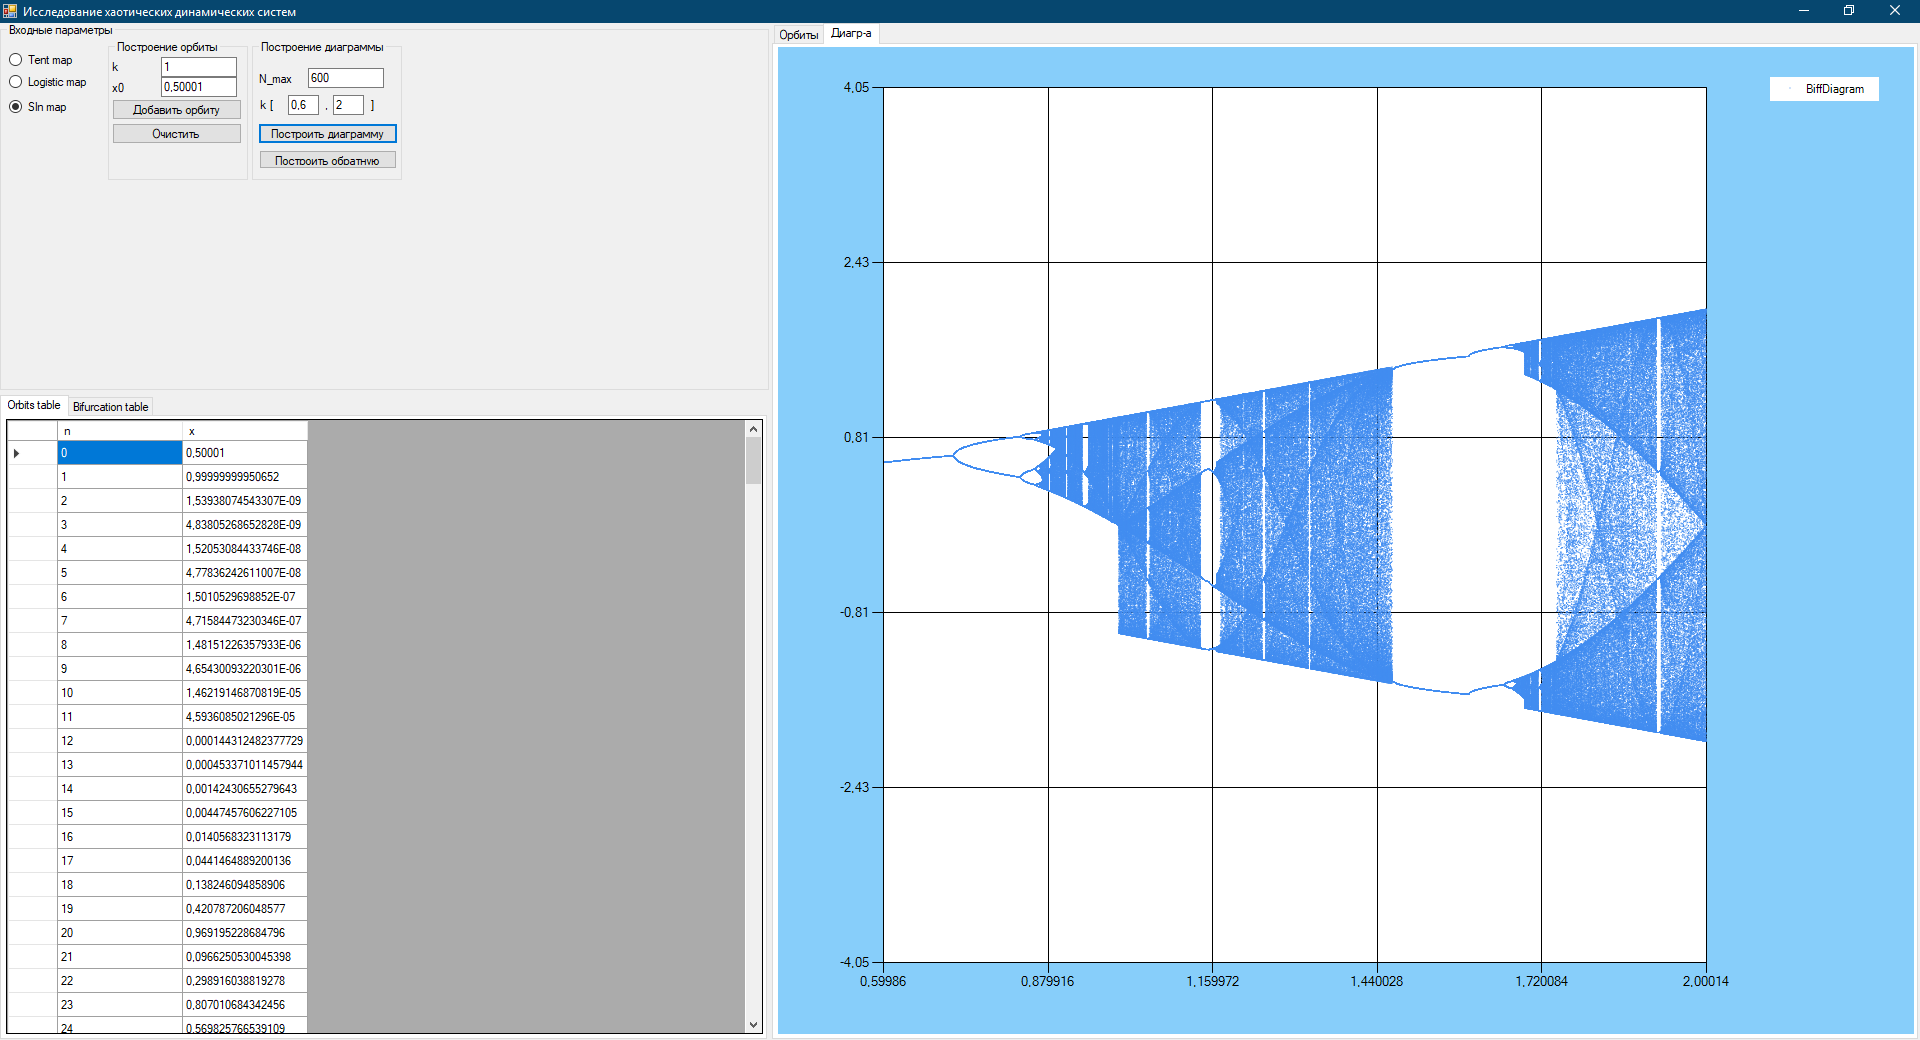 Исследование хаотических динамических систем
Входные параметры
Tent map
Logistic map
SIn map
Построение орбиты
k 1
x0 0,50001
Добавить орбиту
Очистить
Построение диаграммы
N_max 600
k [ 0,6 , 2 ]
Построить диаграмму
Построить обратную
Orbits table Bifurcation table
n x
0 0,50001
1 0,99999999950652
2 1,53938074543307E-09
3 4,83805268652828E-09
4 1,52053084433746E-08
5 4,77836242611007E-08
6 1,5010529698852E-07
7 4,71584473230346E-07
8 1,48151226357933E-06
9 4,65430093220301E-06
10 1,46219146870819E-05
11 4,5936085021296E-05
12 0,000144312482377729
13 0,000453371011457944
14 0,00142430655279643
15 0,00447457606227105
16 0,0140568323113179
17 0,0441464889200136
18 0,138246094858906
19 0,420787206048577
20 0,969195228684796
21 0,0966250530045398
22 0,298916038819278
23 0,807010684342456
24 0,569825766539109
Орбиты Диагр-а
BiffDiagram
4,05
2,43
0,81
-0,81
-2,43
-4,05
0,59986 0,879916 1,159972 1,440028 1,720084 2,00014